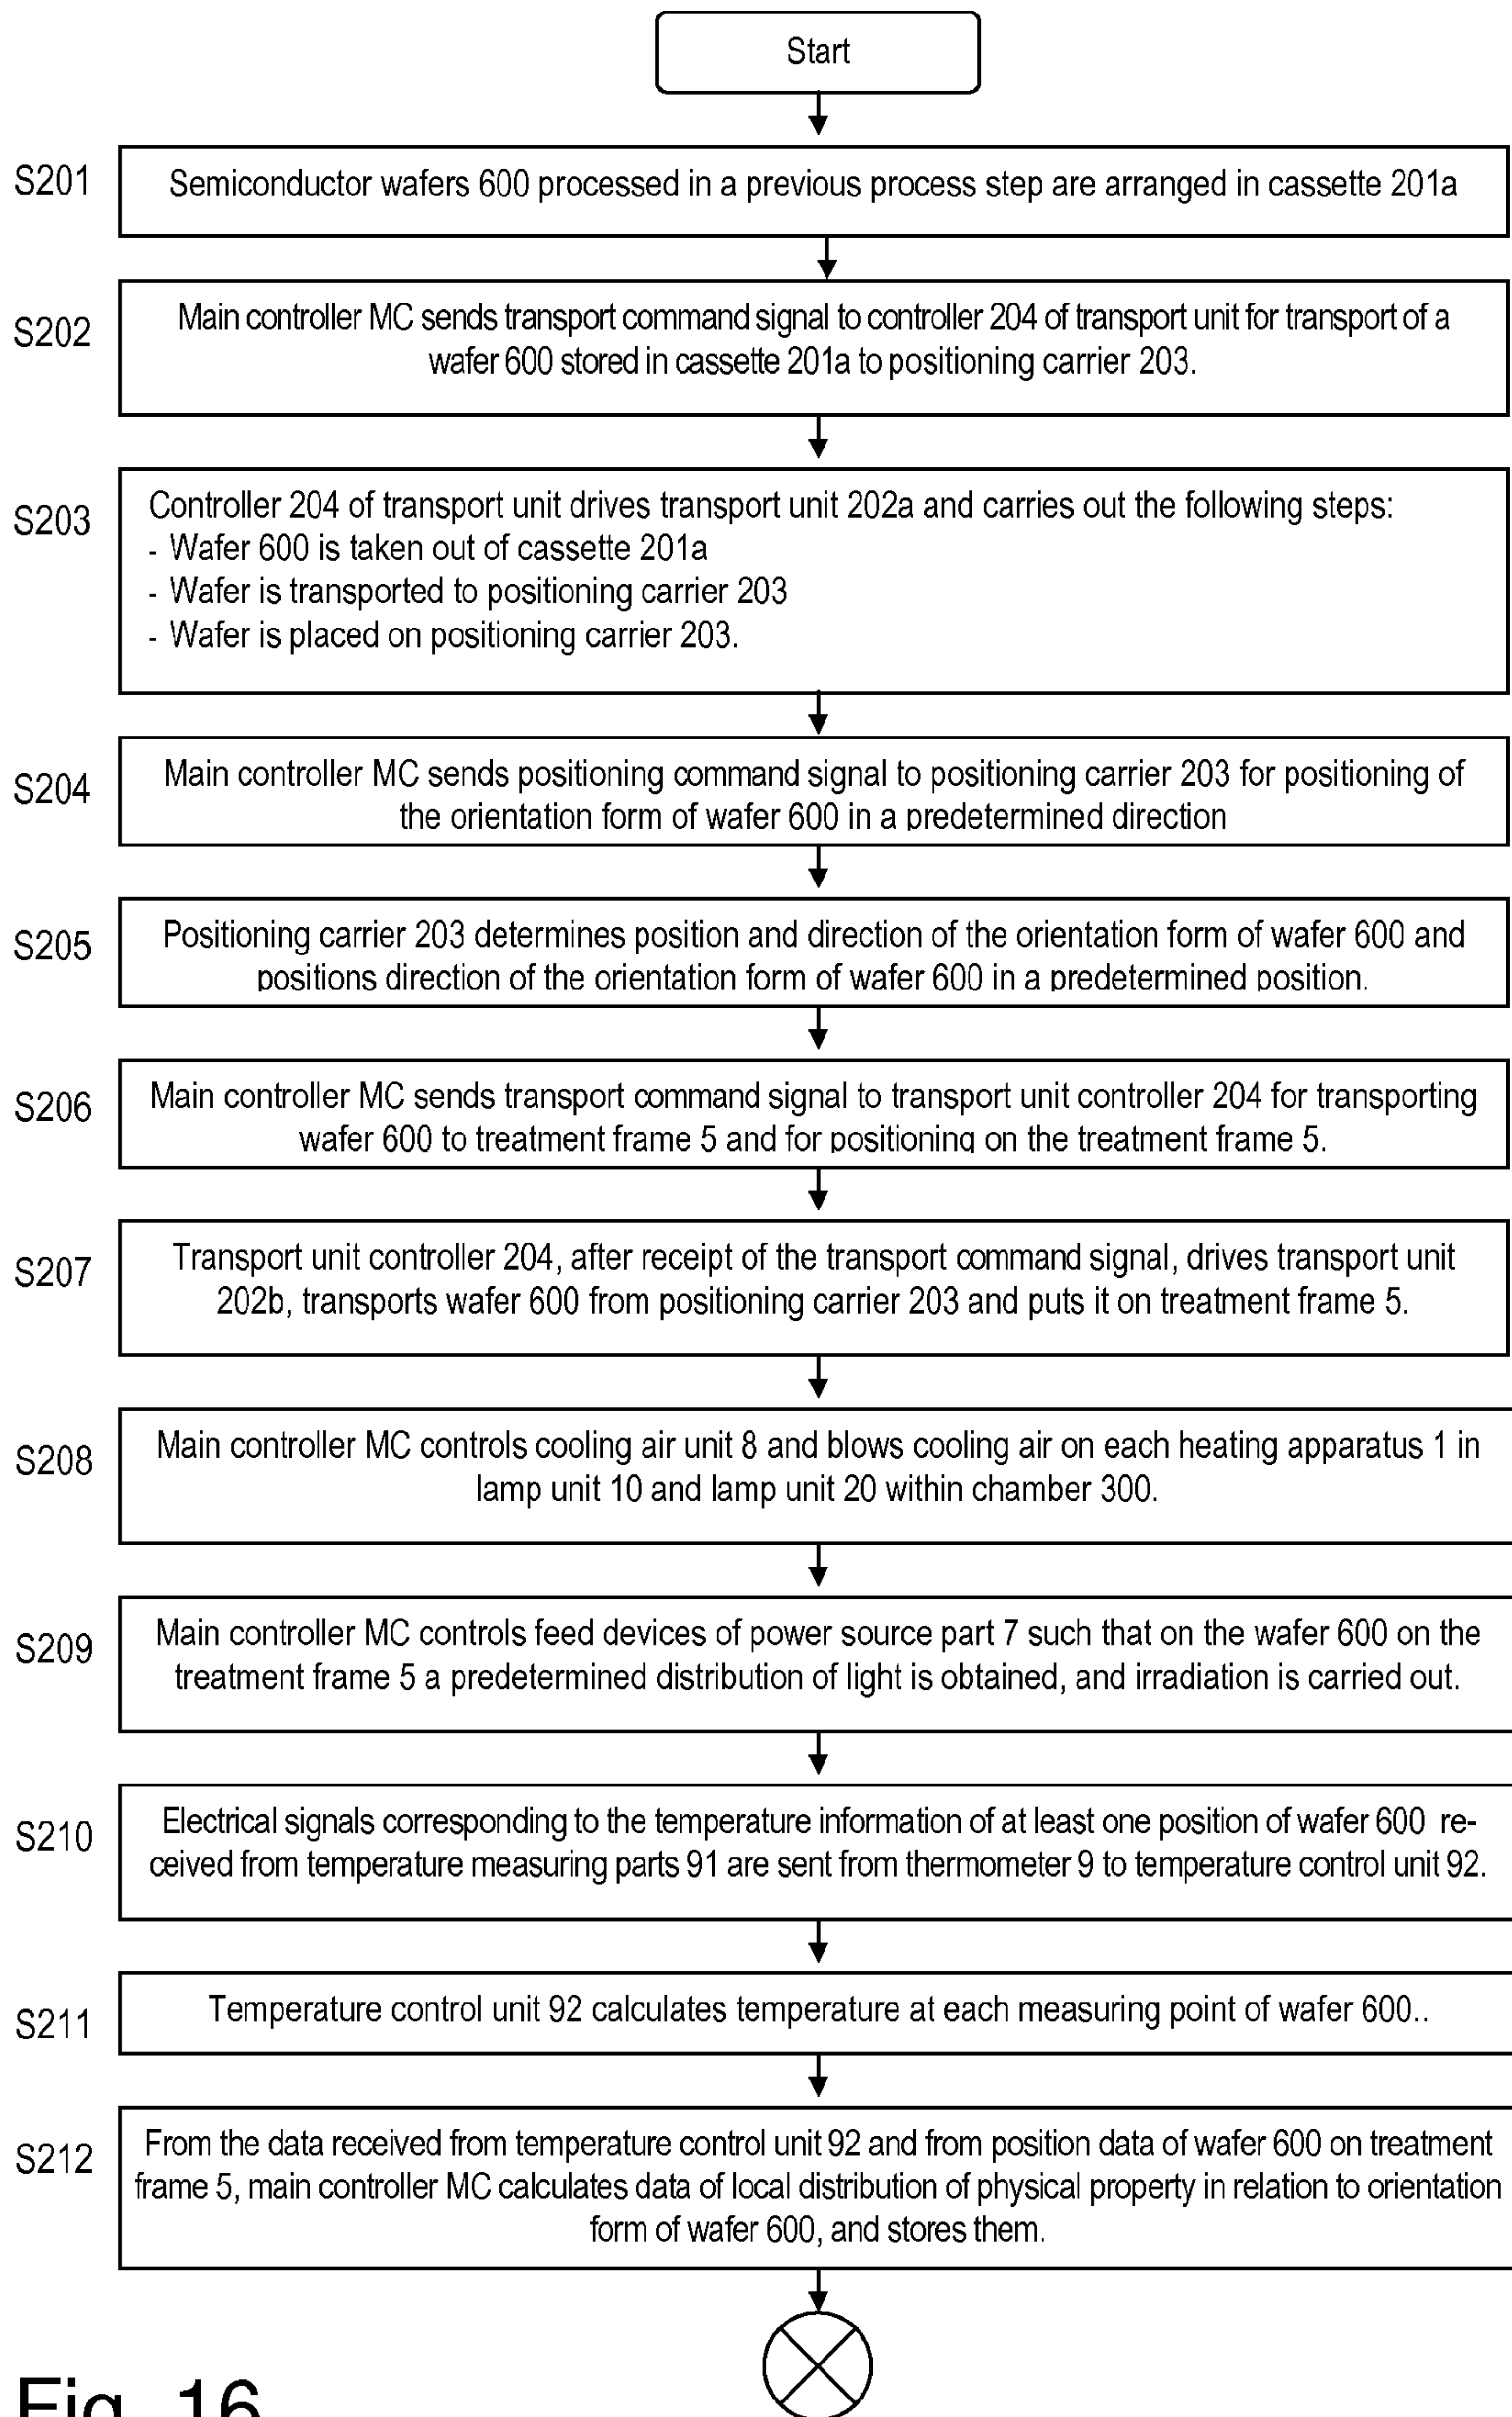 Start
S201
Semiconductor wafers 600 processed in a previous process step are arranged in cassette 201a
S202
Main controller MC sends transport command signal to controller 204 of transport unit for transport of a
wafer 600 stored in cassette 201a to positioning carrier 203.
S203
Controller 204 of transport unit drives transport unit 202a and carries out the following steps:
- Wafer 600 is taken out of cassette 201a
- Wafer is transported to positioning carrier 203
- Wafer is placed on positioning carrier 203.
S204
Main controller MC sends positioning command signal to positioning carrier 203 for positioning of
the orientation form of wafer 600 in a predetermined direction
S205
Positioning carrier 203 determines position and direction of the orientation form of wafer 600 and
positions direction of the orientation form of wafer 600 in a predetermined position.
S206
Main controller MC sends transport command signal to transport unit controller 204 for transporting
wafer 600 to treatment frame 5 and for positioning on the treatment frame 5.
S207
Transport unit controller 204, after receipt of the transport command signal, drives transport unit
202b, transports wafer 600 from positioning carrier 203 and puts it on treatment frame 5.
S208
Main controller MC controls cooling air unit 8 and blows cooling air on each heating apparatus 1 in
lamp unit 10 and lamp unit 20 within chamber 300.
S209
Main controller MC controls feed devices of power source part 7 such that on the wafer 600 on the
treatment frame 5 a predetermined distribution of light is obtained, and irradiation is carried out.
S210
Electrical signals corresponding to the temperature information of at least one position of wafer 600 re-
ceived from temperature measuring parts 91 are sent from thermometer 9 to temperature control unit 92.
S211
Temperature control unit 92 calculates temperature at each measuring point of wafer 600..
S212
From the data received from temperature control unit 92 and from position data of wafer 600 on treatment
frame 5, main controller MC calculates data of local distribution of physical property in relation to orientation
form of wafer 600, and stores them.
Fig. 16